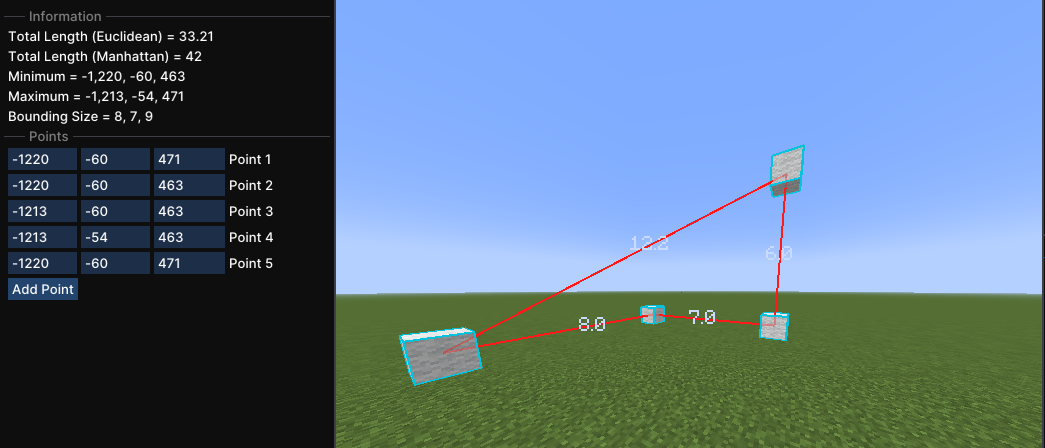 Information
Total Length (Euclidean) = 33.21
Total Length (Manhattan) = 42
Minimum = -1,220, -60, 463
Maximum = -1,213, -54, 471
Bounding Size = 8, 7, 9
Points
-1220 -60 471 Point 1
-1220 -60 463 Point 2
-1213 -60 463 Point 3
-1213 -54 463 Point 4
-1220 -60 471 Point 5
Add Point
12.2
6.0
8.0
7.0